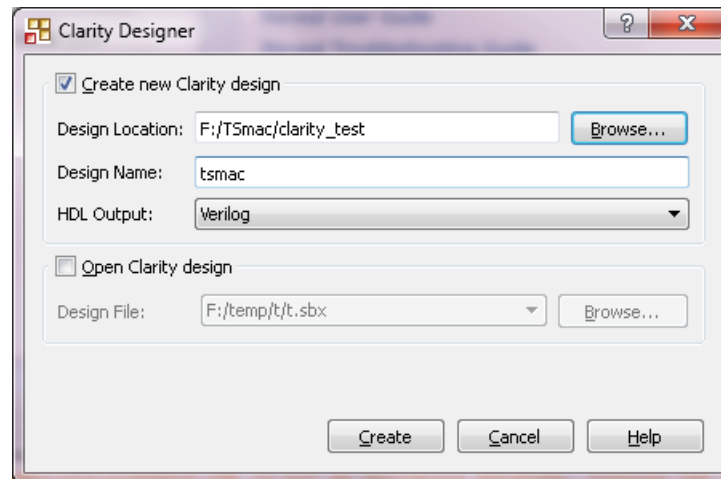 Clarity Designer
Create new Clarity design
Design Location: F:/TSmac/clarity_test Browse...
Design Name: tsmac
HDL Output: Verilog
Open Clarity design
Design File: F:/temp/t/t.sbx Browse...
Create Cancel Help